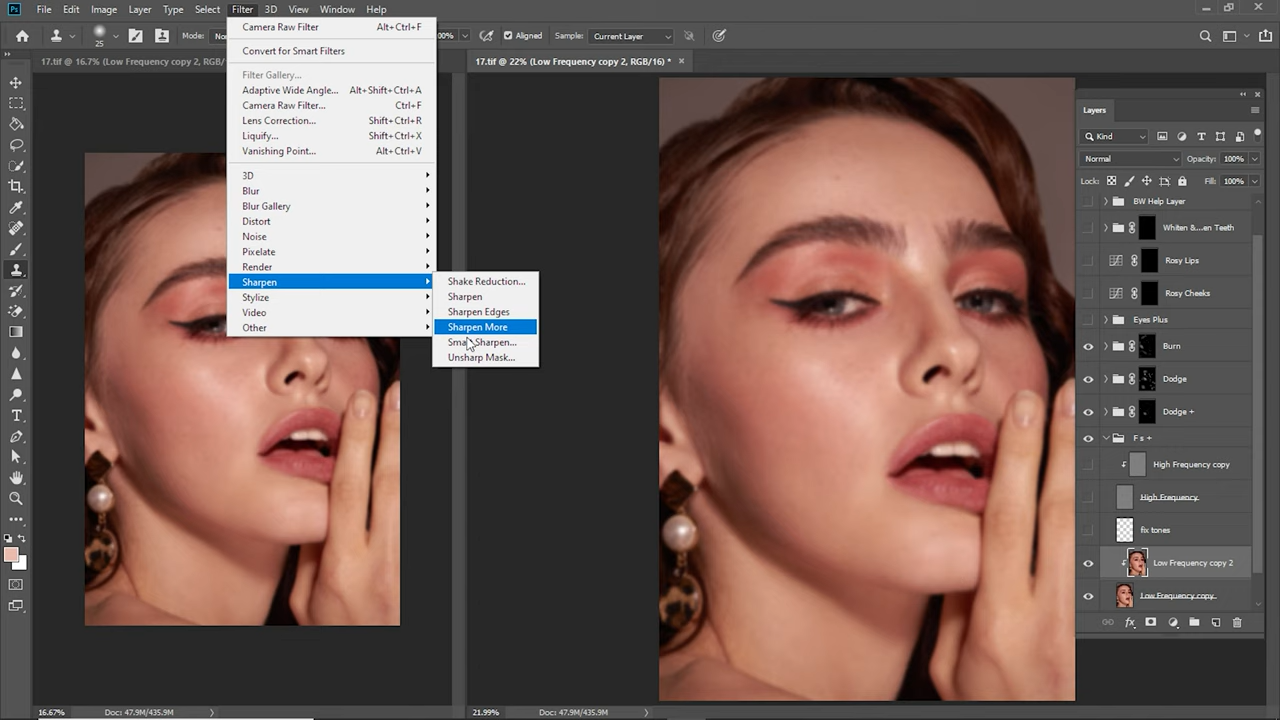 Ps File Edit Image Layer Type Select Filter 3D View Window Help
25 Mode: 00% Aligned Sample: Current Layer
17.tif @ 16.7% (Low Frequency copy 2, RGB/
17.tif @ 22% (Low Frequency copy 2, RGB/16) *
Camera Raw Filter Alt+Ctrl+F
Convert for Smart Filters
Filter Gallery...
Adaptive Wide Angle... Alt+Shift+Ctrl+A
Camera Raw Filter... Ctrl+F
Lens Correction... Shift+Ctrl+R
Liquify... Shift+Ctrl+X
Vanishing Point... Alt+Ctrl+V
3D
Blur
Blur Gallery
Distort
Noise
Pixelate
Render
Sharpen
Stylize
Video
Other
Shake Reduction...
Sharpen
Sharpen Edges
Sharpen More
Sharpen...
Unsharp Mask...
Layers
Kind
Normal Opacity: 100%
Lock: Fill: 100%
BW Help Layer
Whiten &...en Teeth
Rosy Lips
Rosy Cheeks
Eyes Plus
Burn
Dodge
Dodge +
F s +
High Frequency copy
High Frequency
fix tones
Low Frequency copy 2
Low Frequency copy
fx
16.67% Doc: 47.9M/435.9M
21.99% Doc: 47.9M/435.9M